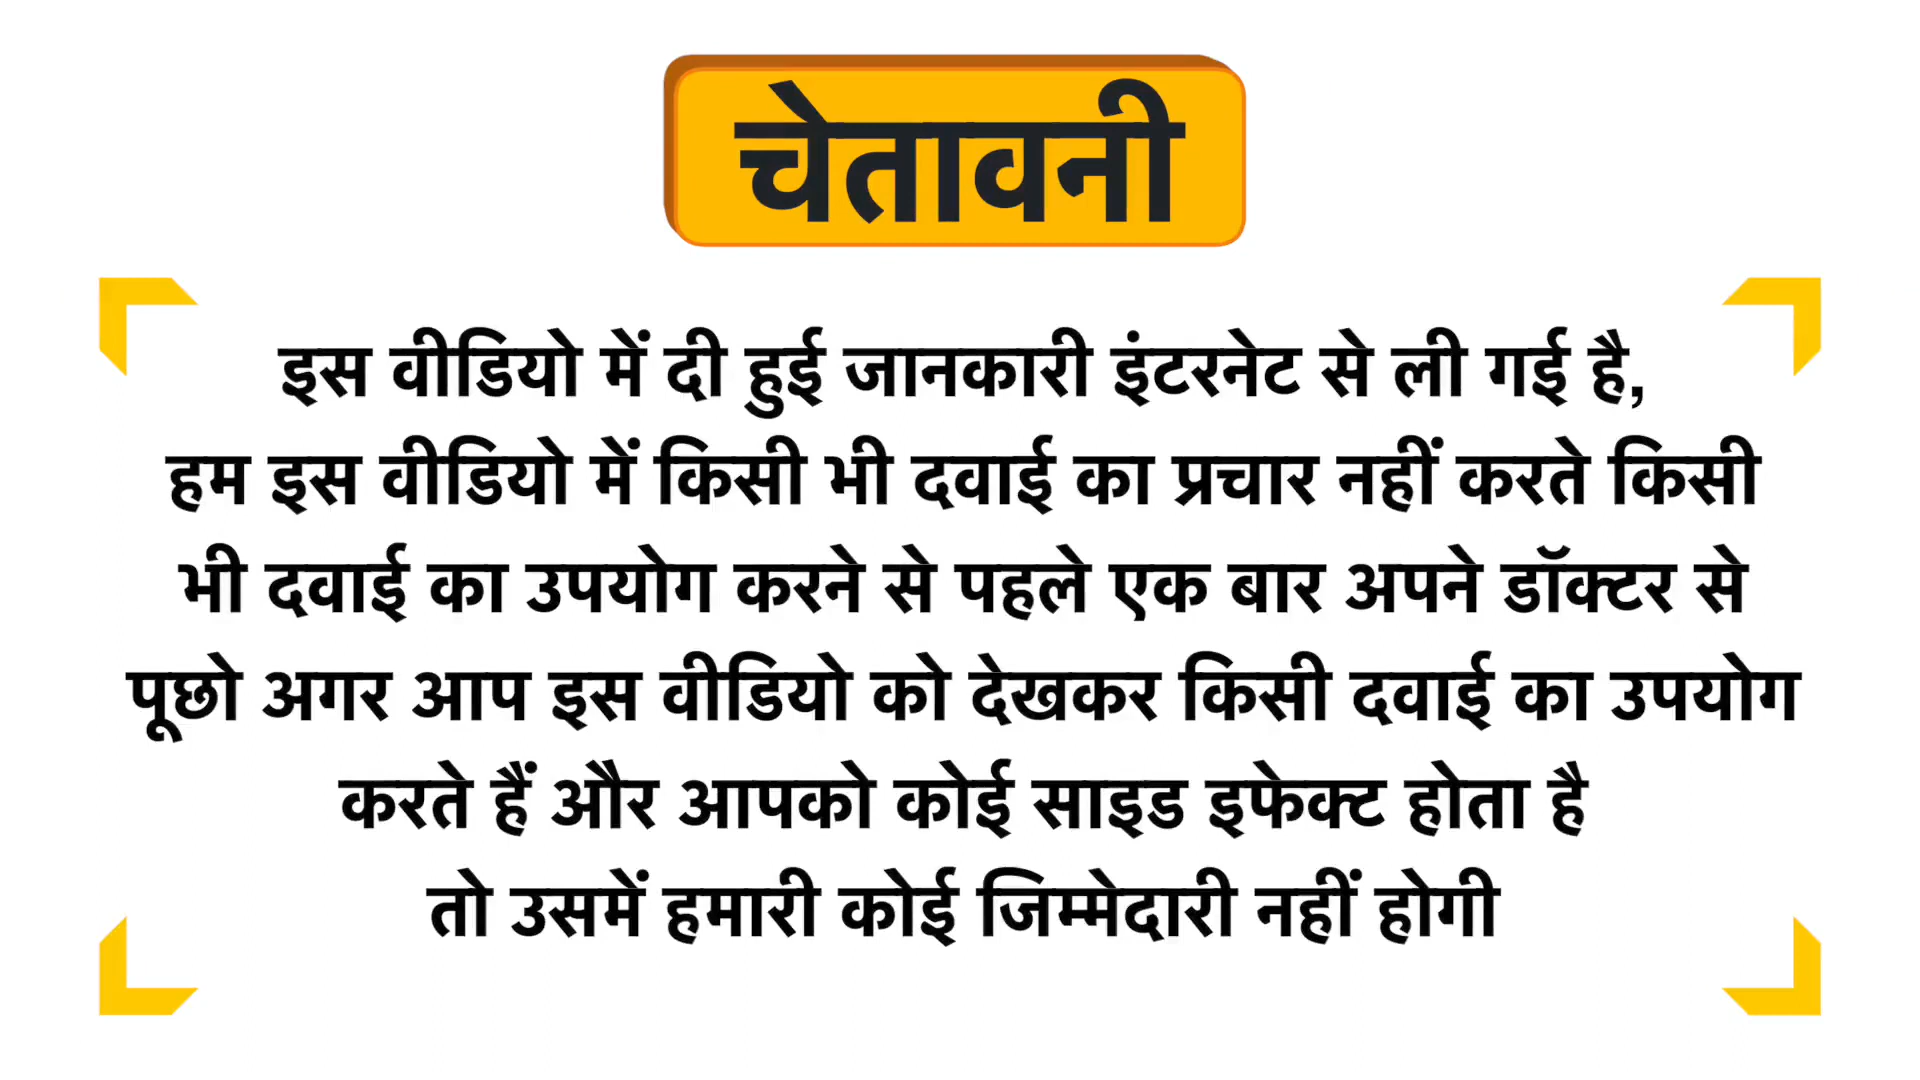 चेतावनी
इस वीडियो में दी हुई जानकारी इंटरनेट से ली गई है,
हम इस वीडियो में किसी भी दवाई का प्रचार नहीं करते किसी
भी दवाई का उपयोग करने से पहले एक बार अपने डॉक्टर से
पूछो अगर आप इस वीडियो को देखकर किसी दवाई का उपयोग
करते हैं और आपको कोई साइड इफेक्ट होता है
तो उसमें हमारी कोई जिम्मेदारी नहीं होगी